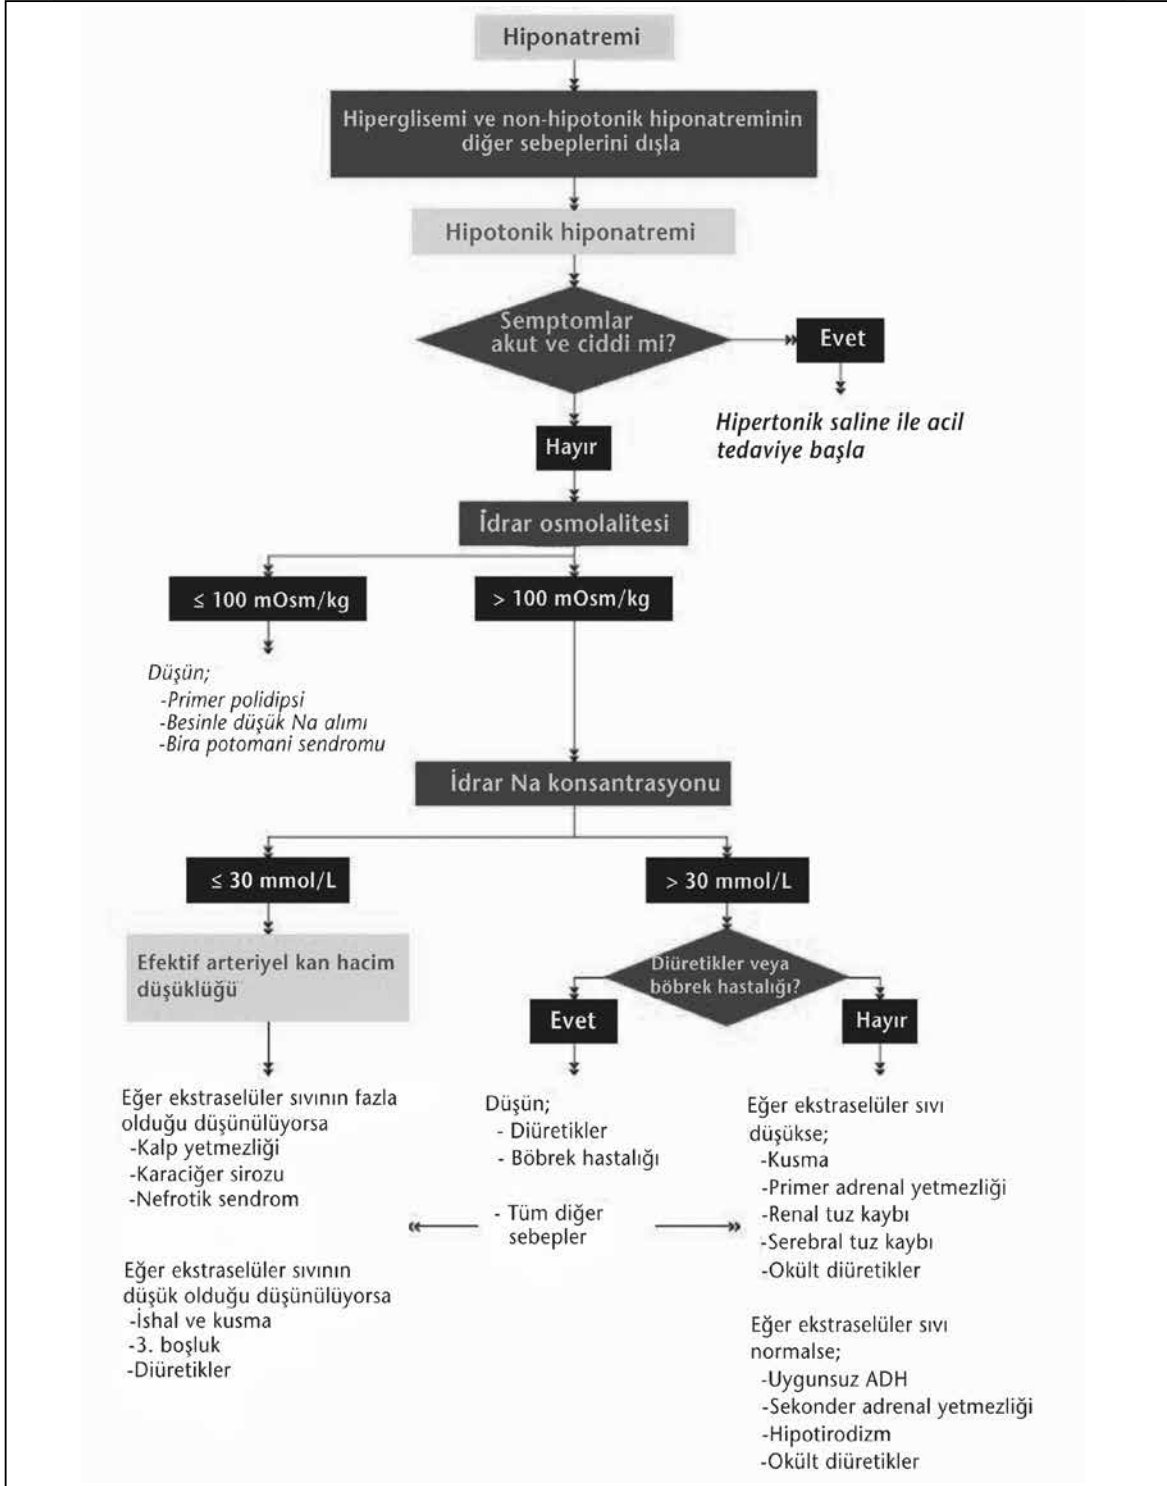 Hiponatremi
Hiperglisemi ve non-hipotonik hiponatreminin
diğer sebeplerini dışla
Hipotonik hiponatremi
Semptomlar
akut ve ciddi mi?
Evet
Hipertonik saline ile acil
tedaviye başla
Hayır
İdrar osmolalitesi
≤ 100 mOsm/kg
> 100 mOsm/kg
Düşün;
-Primer polidipsi
-Besinle düşük Na alımı
-Bira potomani sendromu
İdrar Na konsantrasyonu
≤ 30 mmol/L
> 30 mmol/L
Efektif arteriyel kan hacim
düşüklüğü
Diüretikler veya
böbrek hastalığı?
Evet
Hayır
Eğer ekstraselüler sıvının fazla
olduğu düşünülüyorsa
-Kalp yetmezliği
-Karaciğer sirozu
-Nefrotik sendrom
Eğer ekstraselüler sıvının
düşük olduğu düşünülüyorsa
-İshal ve kusma
-3. boşluk
-Diüretikler
Düşün;
- Diüretikler
- Böbrek hastalığı
- Tüm diğer
sebepler
Eğer ekstraselüler sıvı
düşükse;
-Kusma
-Primer adrenal yetmezliği
-Renal tuz kaybı
-Serebral tuz kaybı
-Okült diüretikler
Eğer ekstraselüler sıvı
normalse;
-Uygunsuz ADH
-Sekonder adrenal yetmezliği
-Hipotirodizm
-Okült diüretikler